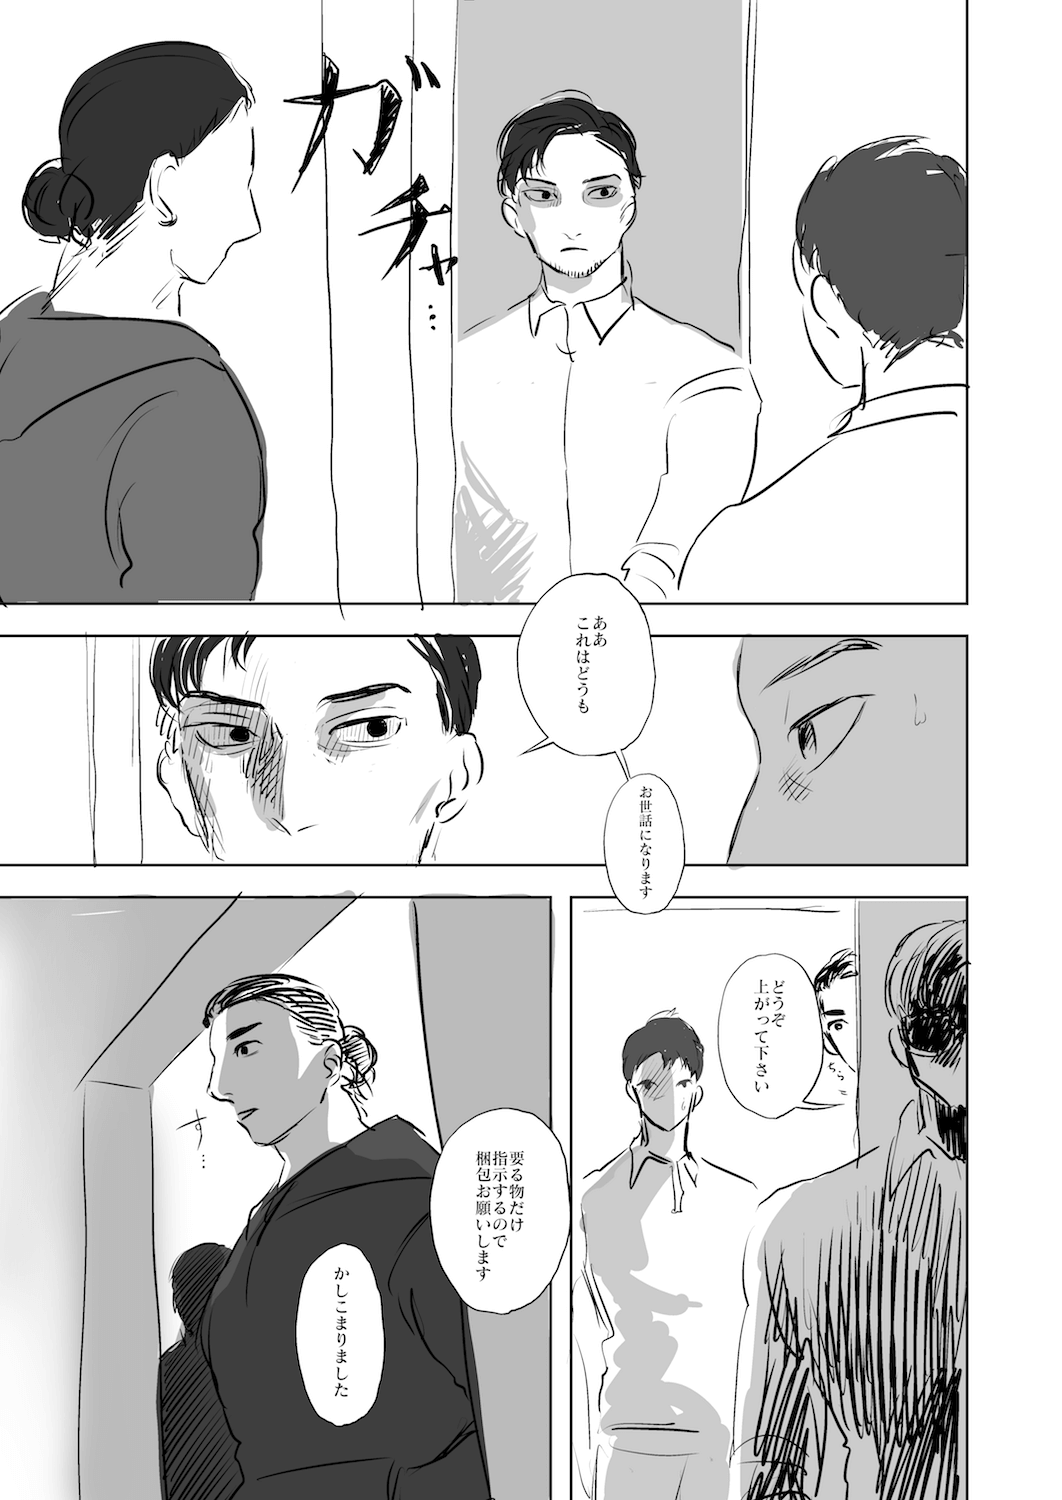 ガチャ…
ああ
これはどうも
お世話になります
どうぞ
上がって下さい
ちら
要る物だけ
指示するので
梱包お願いします
す…
かしこまりました